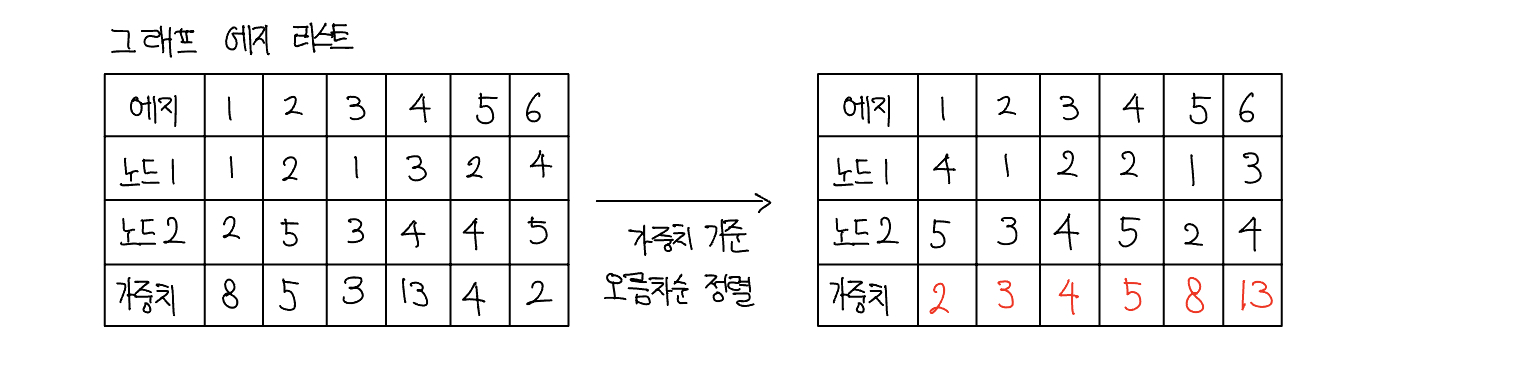 그래프 에지 리스트
에지 1 2 3 4 5 6
노드1 1 2 1 3 2 4
노드2 2 5 3 4 4 5
가중치 8 5 3 13 4 2
가중치 기준
오름차순 정렬
에지 1 2 3 4 5 6
노드1 4 1 2 2 1 3
노드2 5 3 4 5 2 4
가중치 2 3 4 5 8 13